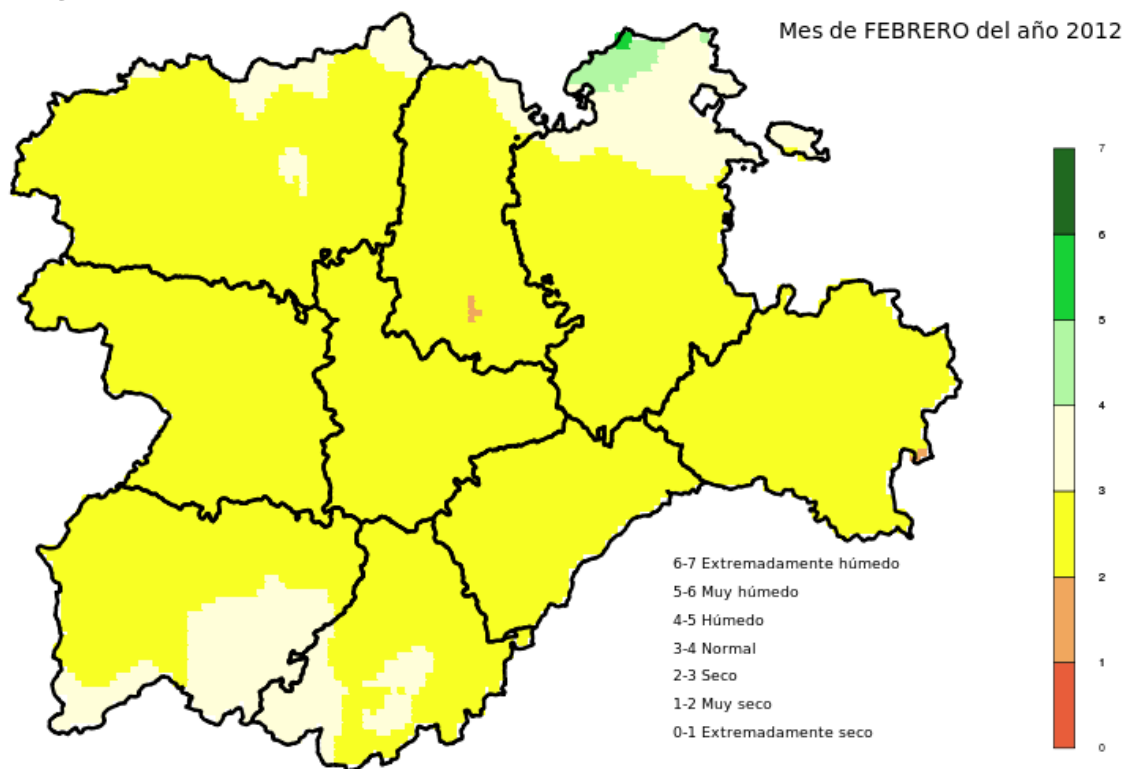 Mes de FEBRERO del año 2012
7
6
5
4
3
2
1
0
6-7 Extremadamente húmedo
5-6 Muy húmedo
4-5 Húmedo
3-4 Normal
2-3 Seco
1-2 Muy seco
0-1 Extremadamente seco